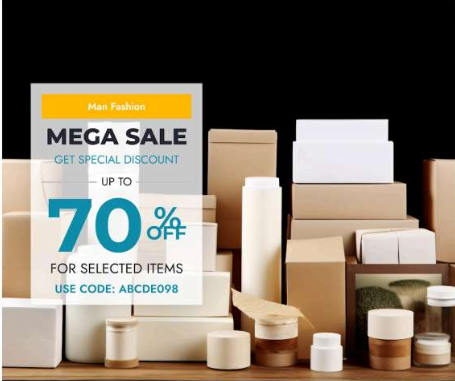 Man Fashion
MEGA SALE
GET SPECIAL DISCOUNT
UP TO
70% OFF
FOR SELECTED ITEMS
USE CODE: ABCDE098